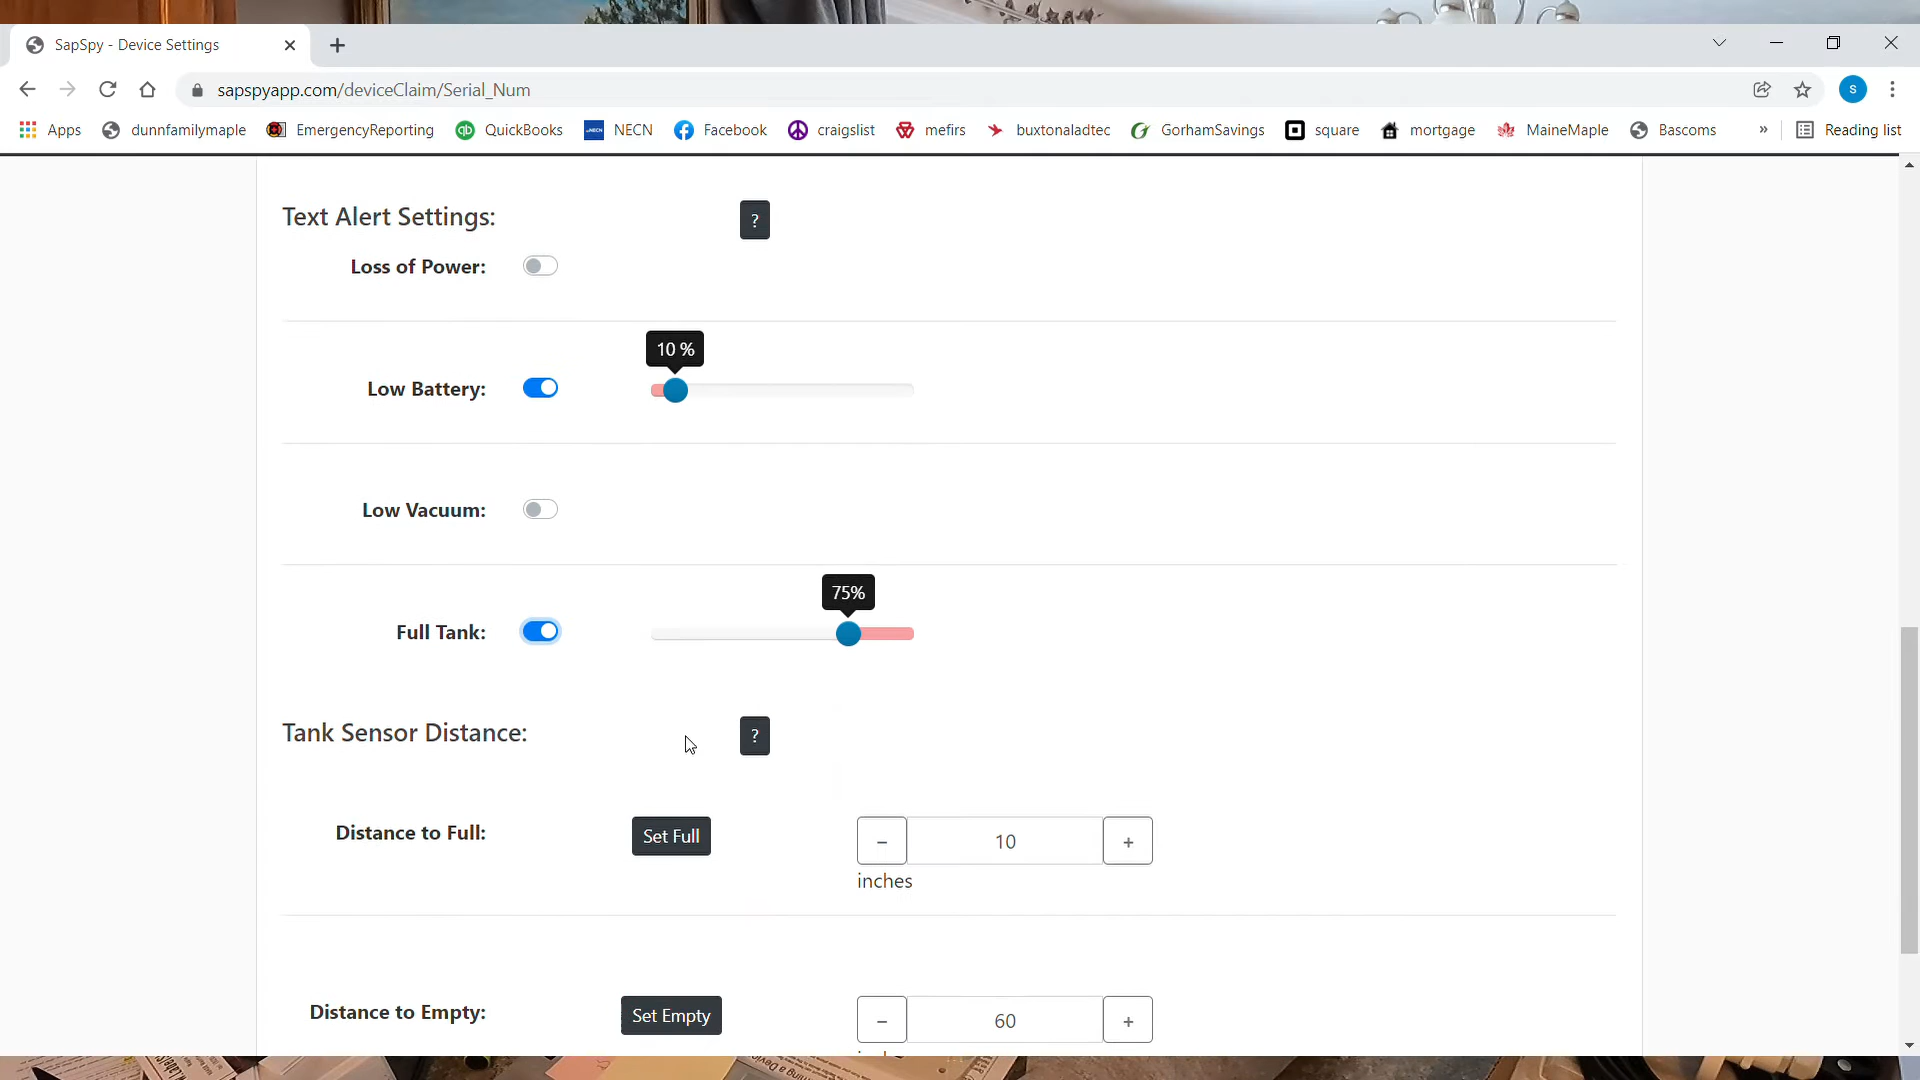 SapSpy - Device Settings
sapspyapp.com/deviceClaim/Serial_Num
S
Apps dunnfamilymaple EmergencyReporting qb QuickBooks NECN NECN Facebook craigslist mefirs buxtonaladtec GorhamSavings square mortgage MaineMaple Bascoms » Reading list
Text Alert Settings: ?
Loss of Power:
10 %
Low Battery:
Low Vacuum:
75%
Full Tank:
Tank Sensor Distance: ?
Distance to Full: Set Full − 10 +
inches
Distance to Empty: Set Empty − 60 +